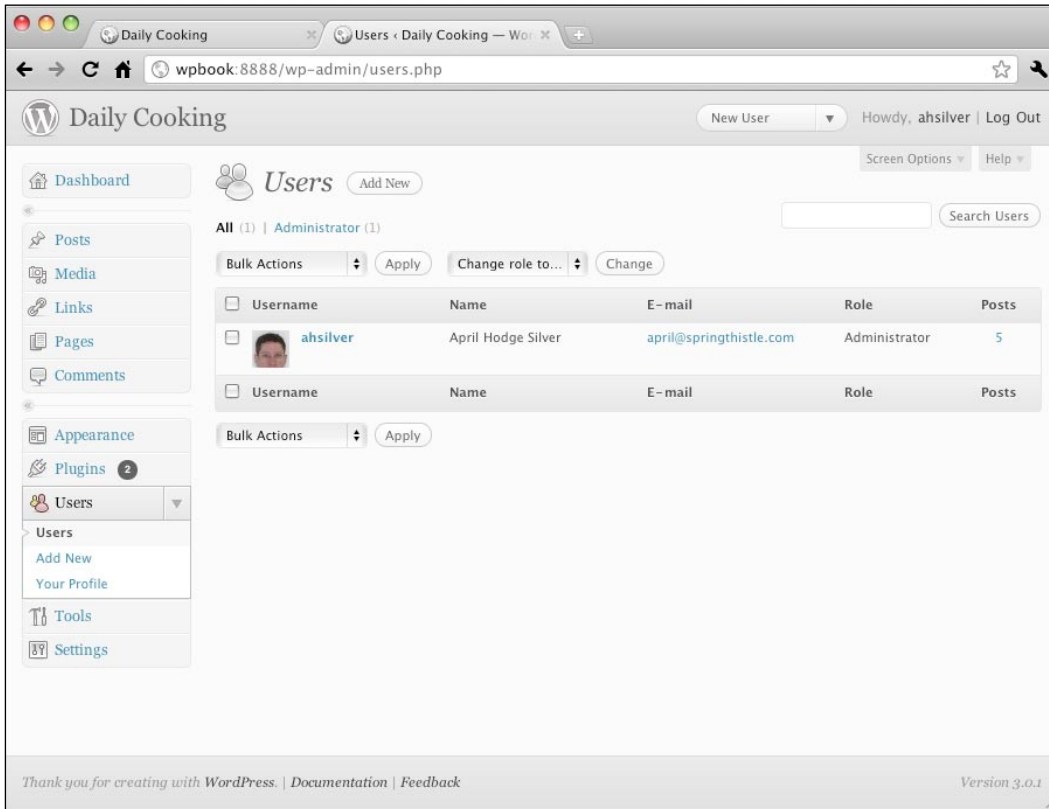 Daily Cooking
Users ‹ Daily Cooking — Wor
wpbook:8888/wp-admin/users.php
Daily Cooking
New User
Howdy, ahsilver | Log Out
Screen Options
Help
Dashboard
Posts
Media
Links
Pages
Comments
Appearance
Plugins 2
Users
Users
Add New
Your Profile
Tools
Settings
Users Add New
All (1) | Administrator (1)
Search Users
Bulk Actions Apply Change role to... Change
Username Name E-mail Role Posts
ahsilver April Hodge Silver april@springthistle.com Administrator 5
Username Name E-mail Role Posts
Bulk Actions Apply
Thank you for creating with WordPress. | Documentation | Feedback
Version 3.0.1